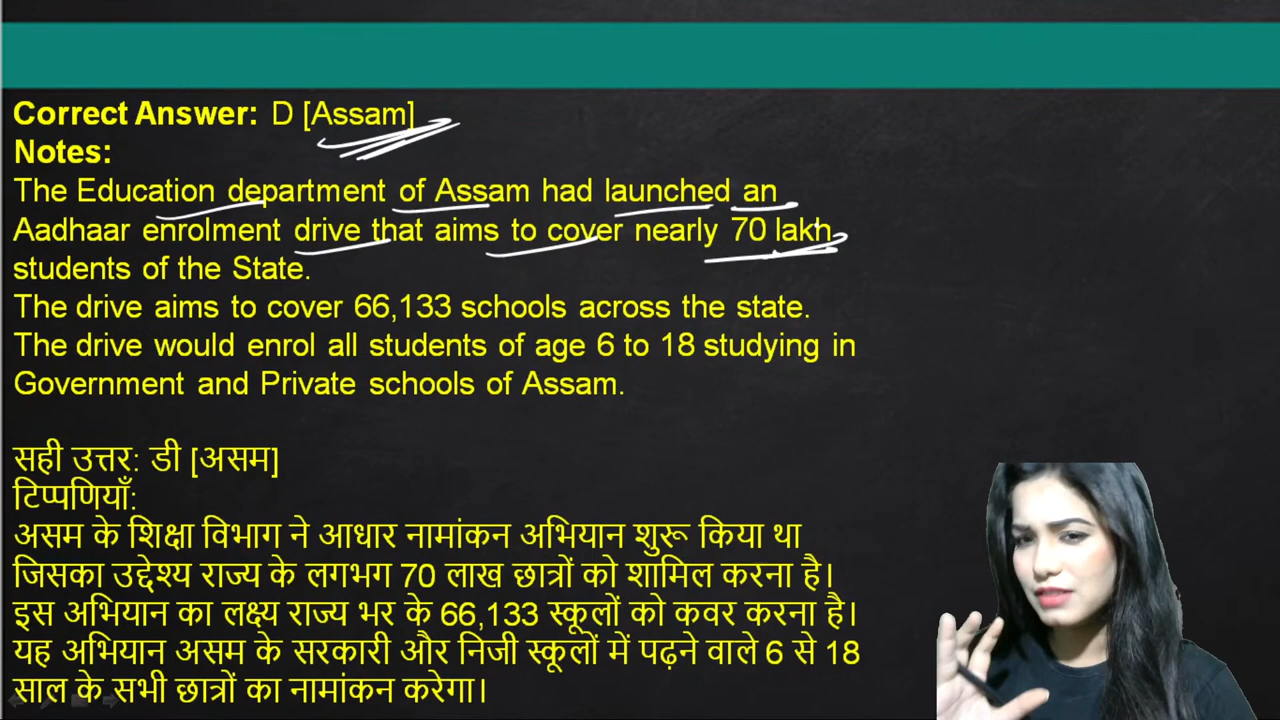 Correct Answer: D [Assam]
Notes:
The Education department of Assam had launched an
Aadhaar enrolment drive that aims to cover nearly 70 lakh
students of the State.
The drive aims to cover 66,133 schools across the state.
The drive would enrol all students of age 6 to 18 studying in
Government and Private schools of Assam.
सही उत्तर: डी [असम]
टिप्पणियाँ:
असम के शिक्षा विभाग ने आधार नामांकन अभियान शुरू किया था
जिसका उद्देश्य राज्य के लगभग 70 लाख छात्रों को शामिल करना है।
इस अभियान का लक्ष्य राज्य भर के 66,133 स्कूलों को कवर करना है।
यह अभियान असम के सरकारी और निजी स्कूलों में पढ़ने वाले 6 से 18
साल के सभी छात्रों का नामांकन करेगा।